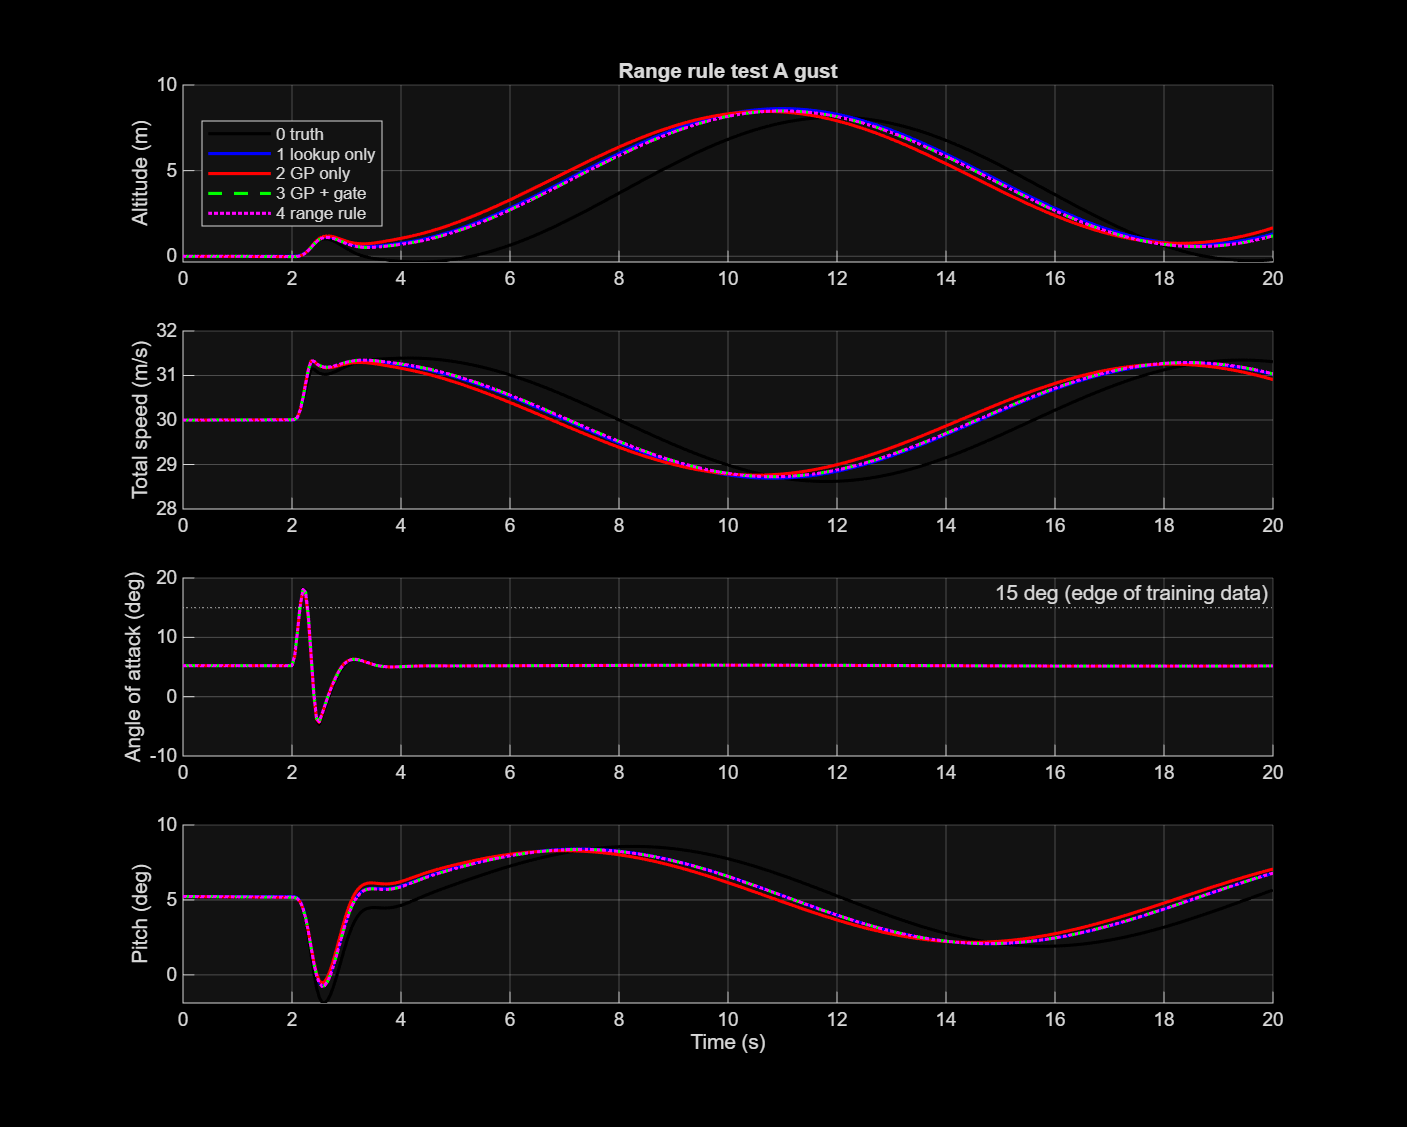 Range rule test A gust
10
5
0
Altitude (m)
0 truth
1 lookup only
2 GP only
3 GP + gate
4 range rule
0 2 4 6 8 10 12 14 16 18 20
32
31
30
29
28
Total speed (m/s)
0 2 4 6 8 10 12 14 16 18 20
20
10
0
-10
Angle of attack (deg)
15 deg (edge of training data)
0 2 4 6 8 10 12 14 16 18 20
10
5
0
Pitch (deg)
0 2 4 6 8 10 12 14 16 18 20
Time (s)